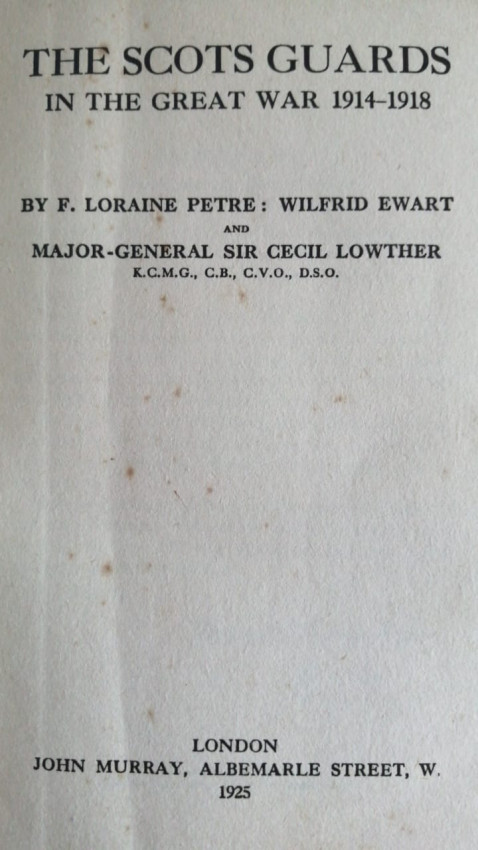 THE SCOTS GUARDS
IN THE GREAT WAR 1914–1918
BY F. LORAINE PETRE: WILFRID EWART
AND
MAJOR-GENERAL SIR CECIL LOWTHER
K.C.M.G., C.B., C.V.O., D.S.O.
LONDON
JOHN MURRAY, ALBEMARLE STREET, W.
1925